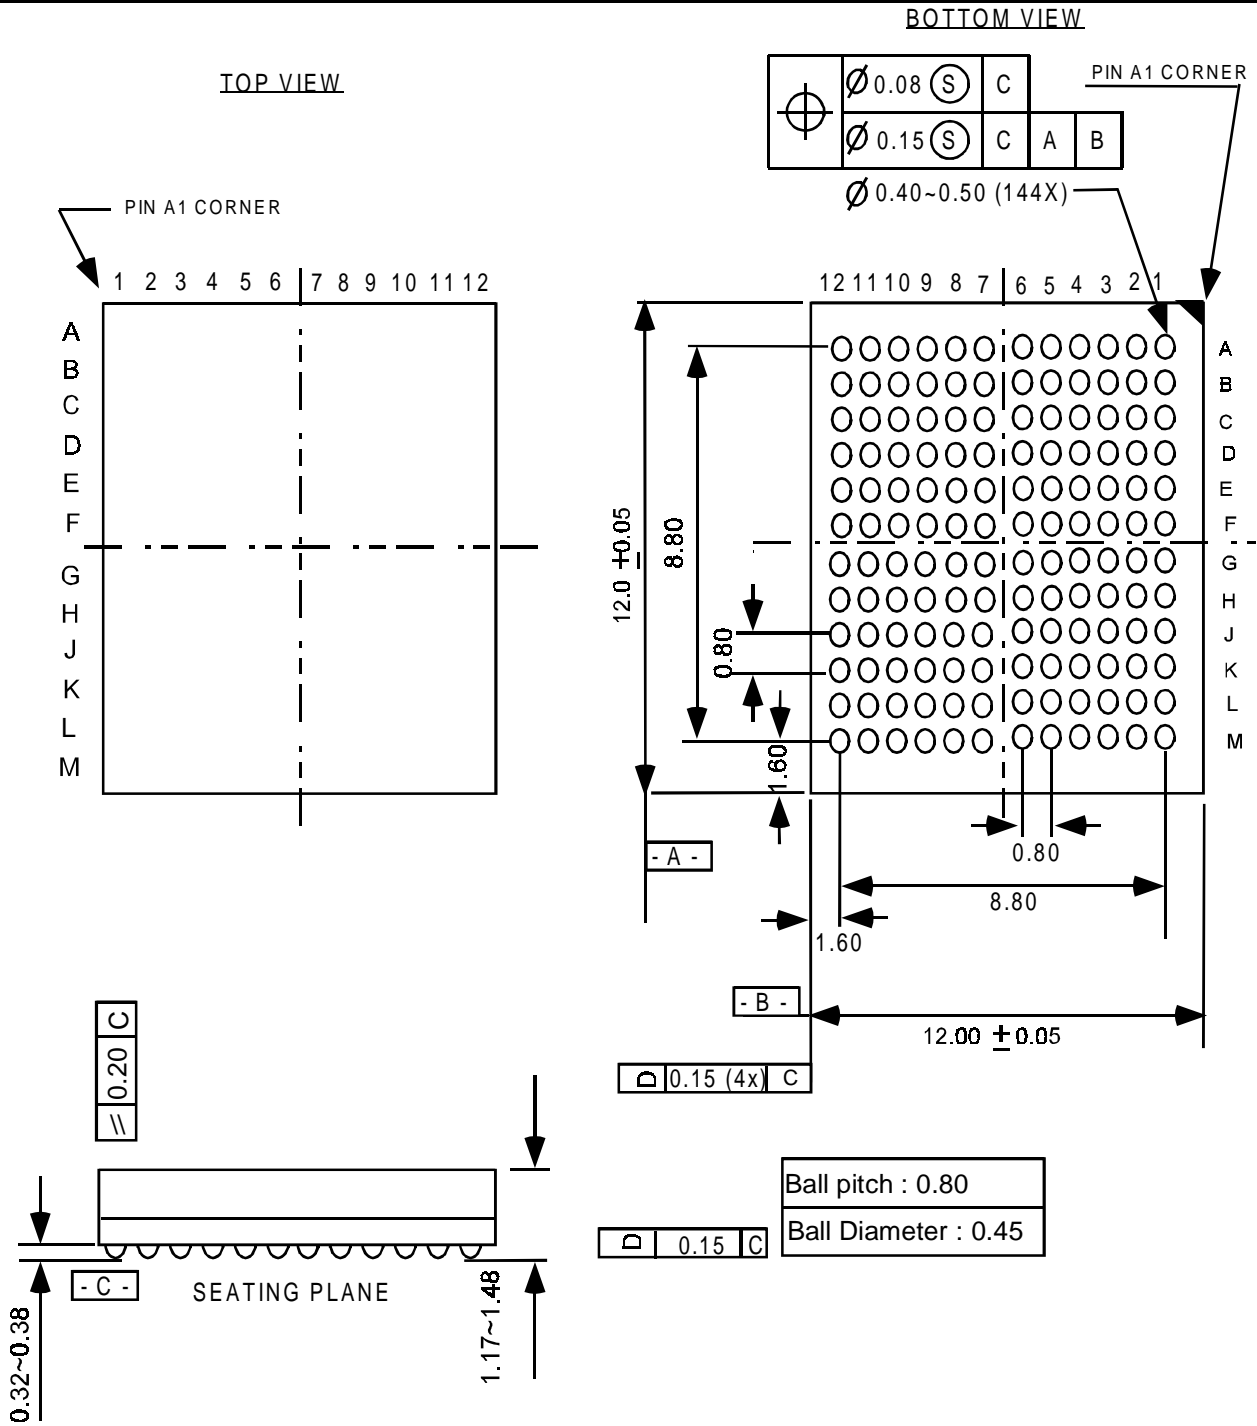 BOTTOM VIEW
TOP VIEW
PIN A1 CORNER
Ø 0.08 Ⓢ C
Ø 0.15 Ⓢ C A B
Ø 0.40~0.50 (144X)
PIN A1 CORNER
1 2 3 4 5 6 7 8 9 10 11 12
12 11 10 9 8 7 6 5 4 3 2 1
A
B
C
D
E
F
G
H
J
K
L
M
A
B
C
D
E
F
G
H
J
K
L
M
12.0 ±0.05
8.80
0.80
1.60
- A -
0.80
8.80
1.60
- B -
12.00 ± 0.05
D 0.15 (4x) C
\\ 0.20 C
Ball pitch : 0.80
Ball Diameter : 0.45
D 0.15 C
- C -
SEATING PLANE
0.32~0.38
1.17~1.48